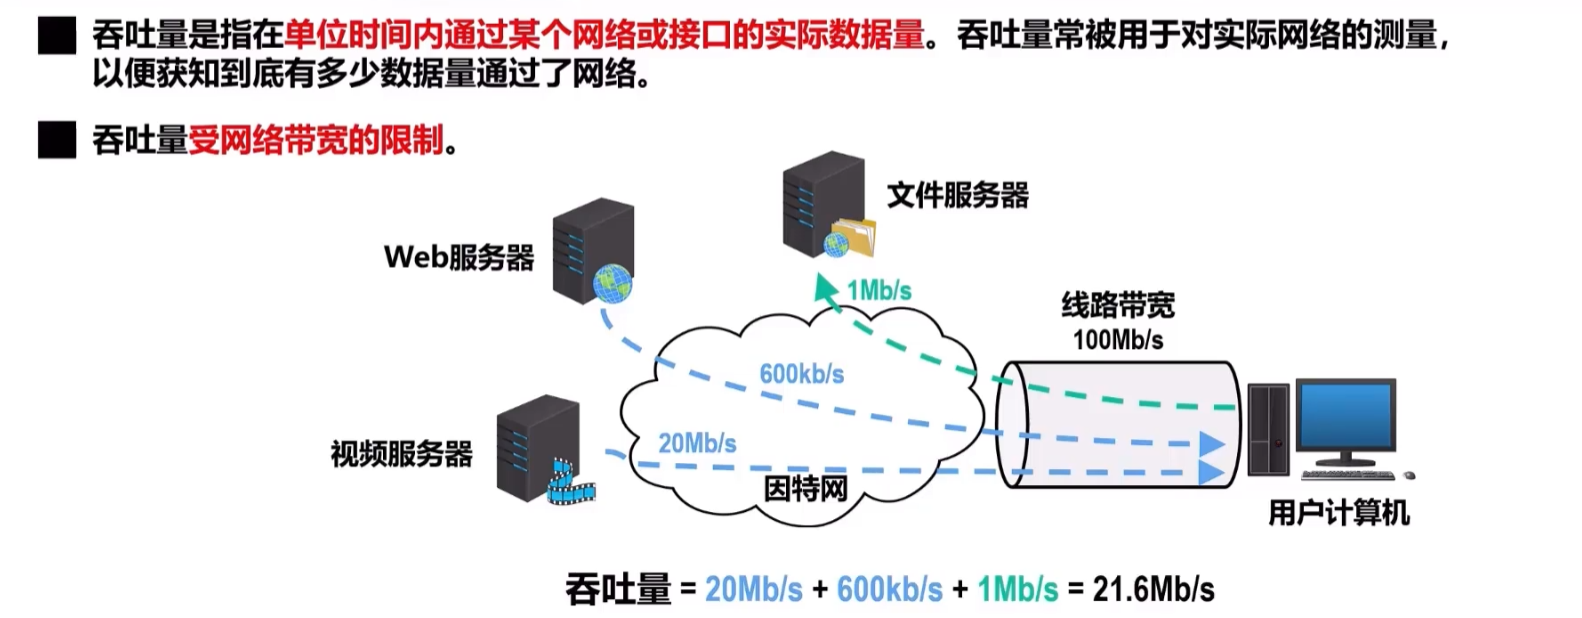 吞吐量是指在单位时间内通过某个网络或接口的实际数据量。吞吐量常被用于对实际网络的测量，
以便获知到底有多少数据量通过了网络。
吞吐量受网络带宽的限制。
文件服务器
Web服务器
1Mb/s
线路带宽
100Mb/s
600kb/s
20Mb/s
视频服务器
因特网
用户计算机
吞吐量 = 20Mb/s + 600kb/s + 1Mb/s = 21.6Mb/s